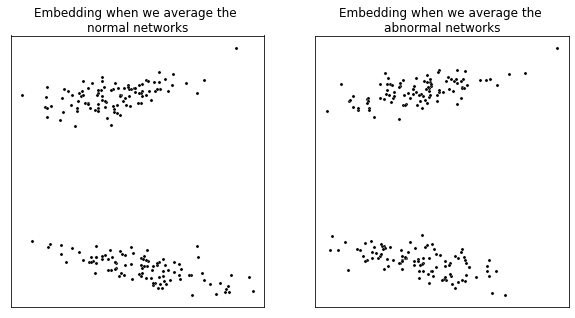 Embedding when we average the
normal networks
Embedding when we average the
abnormal networks